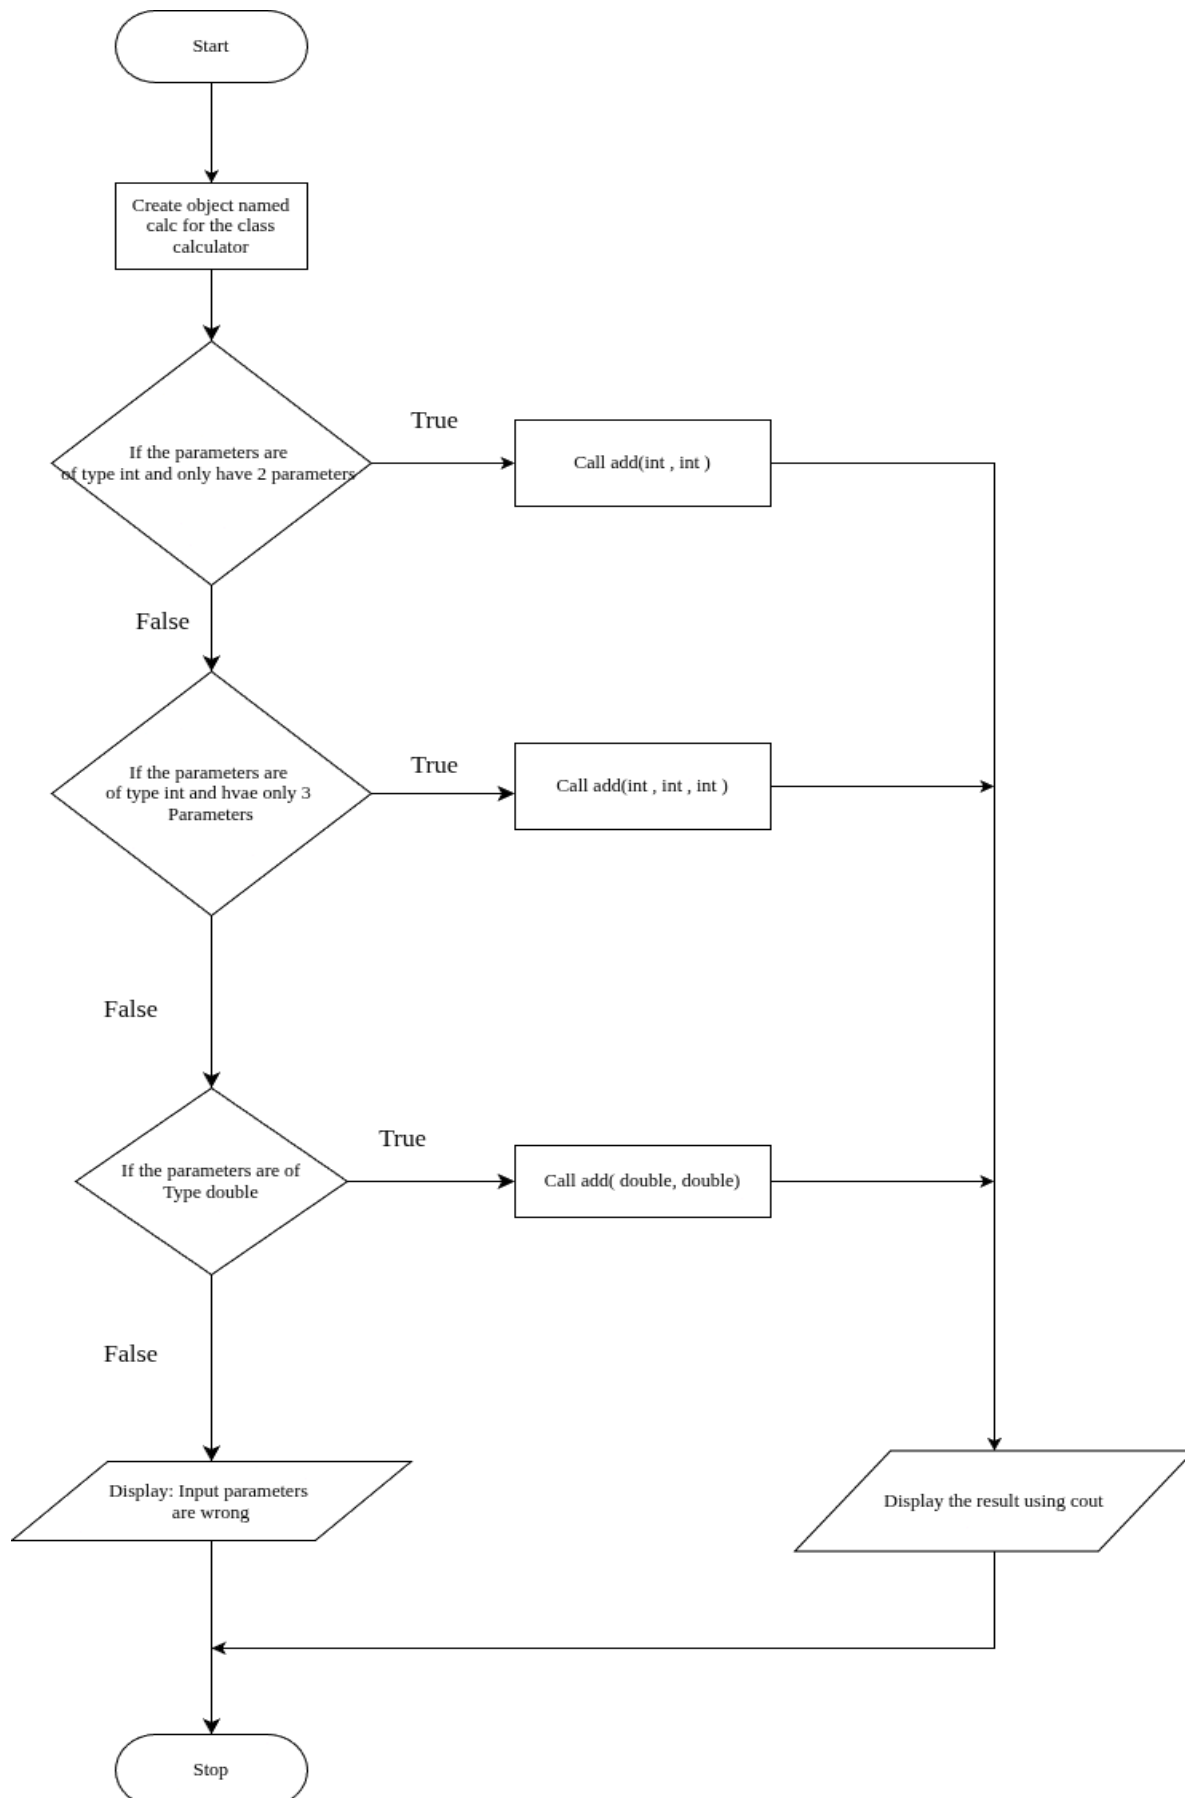 Start
Create object named
calc for the class
calculator
If the parameters are
of type int and only have 2 parameters
True
Call add(int , int )
False
If the parameters are
of type int and hvae only 3
Parameters
True
Call add(int , int , int )
False
If the parameters are of
Type double
True
Call add( double, double)
False
Display: Input parameters
are wrong
Display the result using cout
Stop